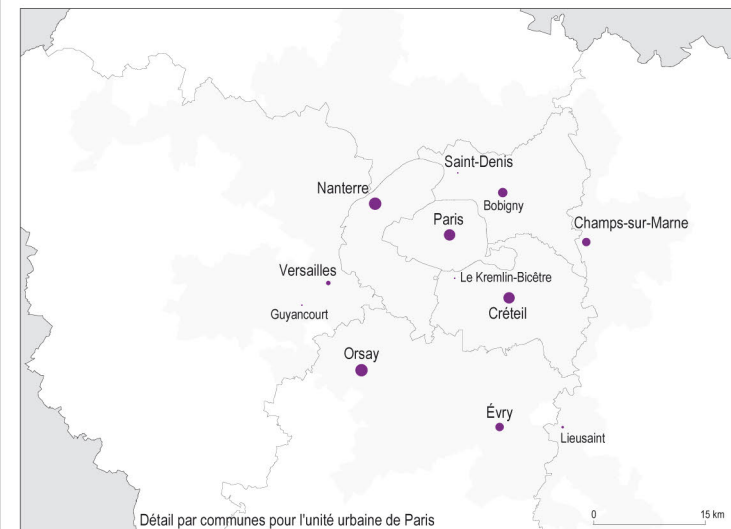 Saint-Denis
Nanterre
Bobigny
Paris
Champs-sur-Marne
Versailles
Le Kremlin-Bicêtre
Guyancourt
Créteil
Orsay
Évry
Lieusaint
Détail par communes pour l'unité urbaine de Paris
0 15 km